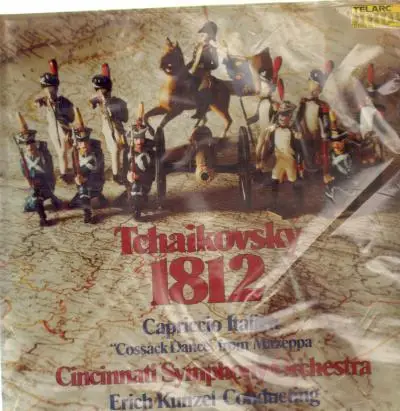 TELARC
Tchaikovsky
1812
Capriccio Italien
"Cossack Dance" from Mazeppa
Cincinnati Symphony Orchestra
Erich Kunzel Conducting